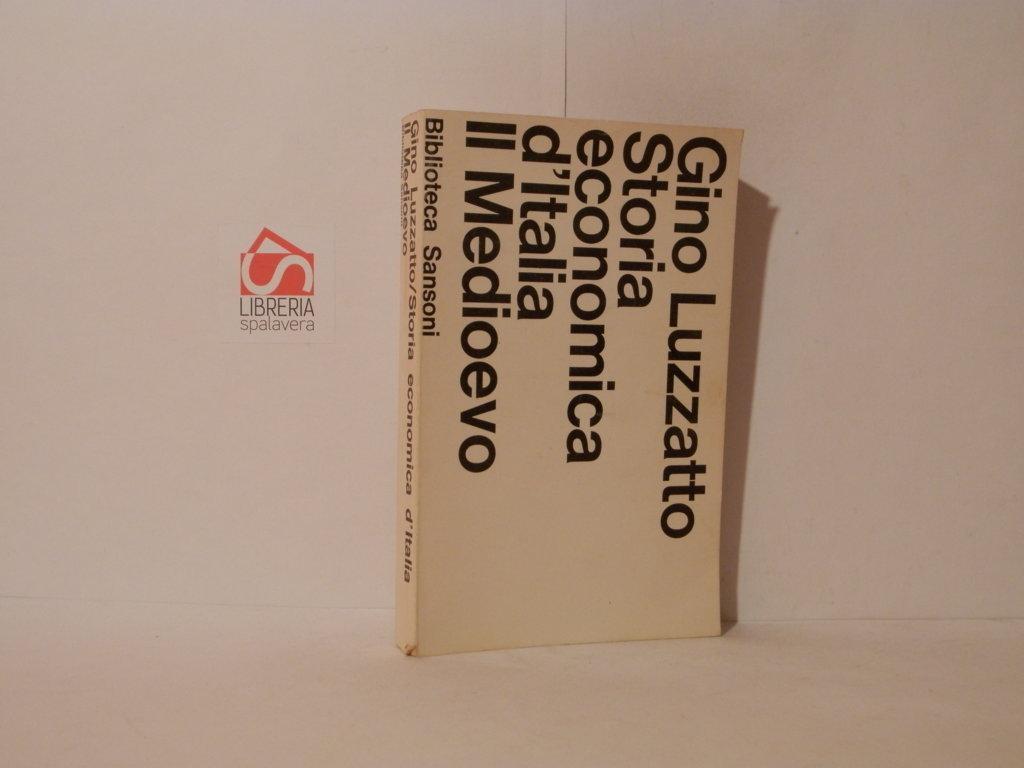 Gino Luzzatto
Storia
economica
d'Italia
Il Medioevo
Biblioteca Sansoni
Gino Luzzatto/Storia economica d'Italia
Il Medioevo
LIBRERIA
spalavera